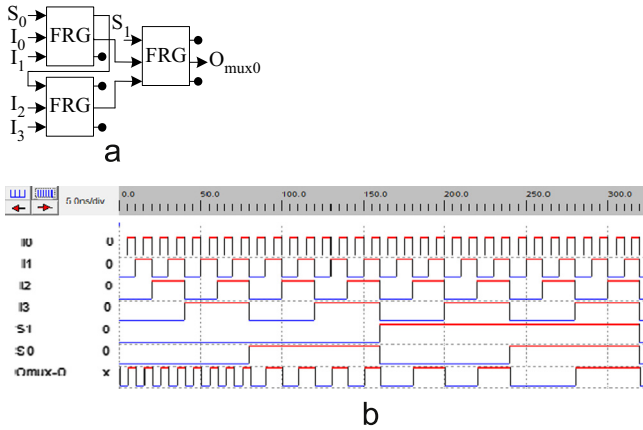 S0
I0 FRG S1
I1 FRG Omux0
I2 FRG
I3
a
5.0ns/div 0.0 50.0 100.0 150.0 200.0 250.0 300.0
I0 0
I1 0
I2 0
I3 0
S1 0
S0 0
Omux-0 x
b